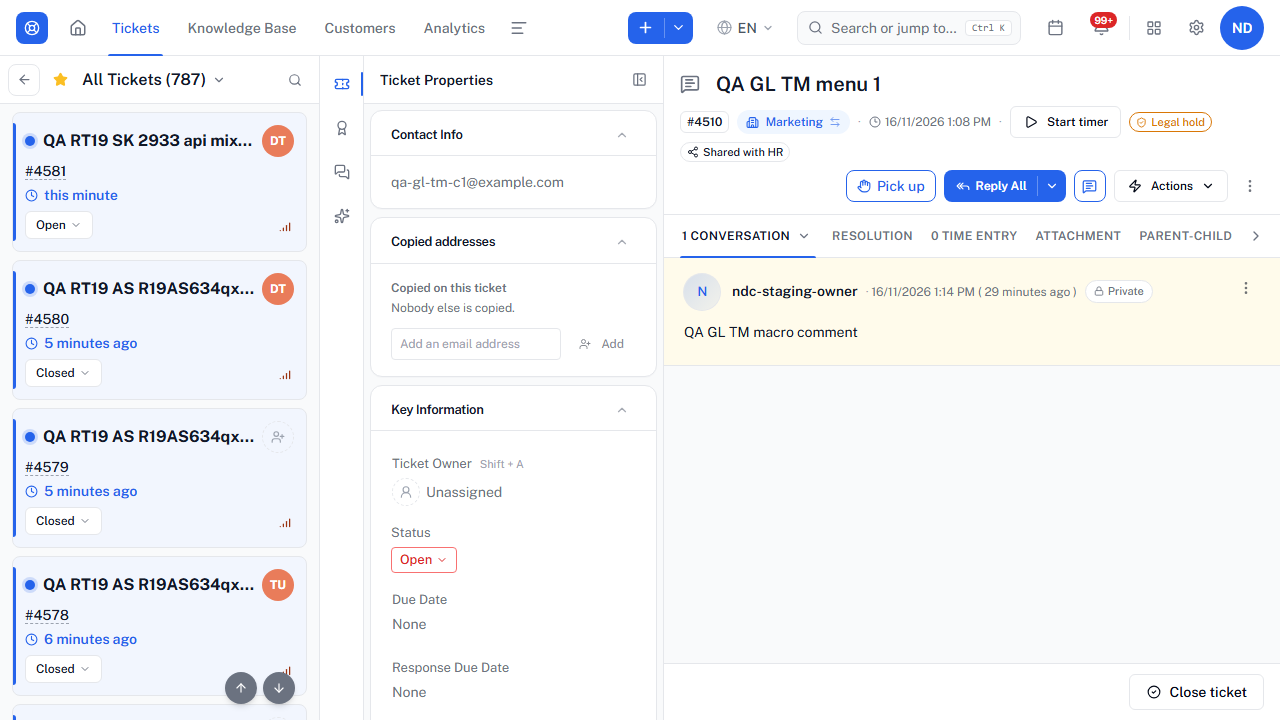 Tickets
Knowledge Base
Customers
Analytics
EN
Search or jump to...
Ctrl K
99+
ND
All Tickets (787)
QA RT19 SK 2933 api mix...
DT
#4581
this minute
Open
QA RT19 AS R19AS634qx...
DT
#4580
5 minutes ago
Closed
QA RT19 AS R19AS634qx...
#4579
5 minutes ago
Closed
QA RT19 AS R19AS634qx...
TU
#4578
6 minutes ago
Closed
Ticket Properties
Contact Info
qa-gl-tm-c1@example.com
Copied addresses
Copied on this ticket
Nobody else is copied.
Add an email address
Add
Key Information
Ticket Owner Shift + A
Unassigned
Status
Open
Due Date
None
Response Due Date
None
QA GL TM menu 1
#4510
Marketing
· 16/11/2026 1:08 PM ·
Start timer
Legal hold
Shared with HR
Pick up
Reply All
Actions
1 CONVERSATION
RESOLUTION
0 TIME ENTRY
ATTACHMENT
PARENT-CHILD
N
ndc-staging-owner · 16/11/2026 1:14 PM ( 29 minutes ago )
Private
QA GL TM macro comment
Close ticket